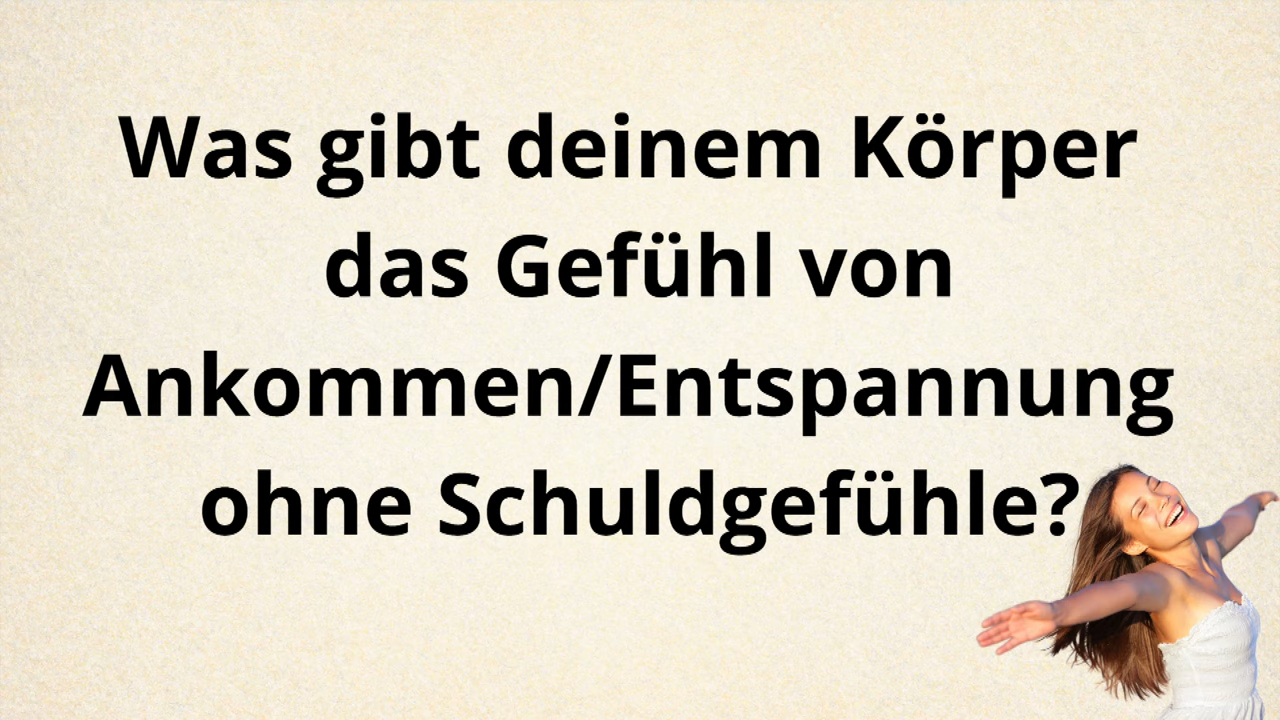 Was gibt deinem Körper
das Gefühl von
Ankommen/Entspannung
ohne Schuldgefühle?